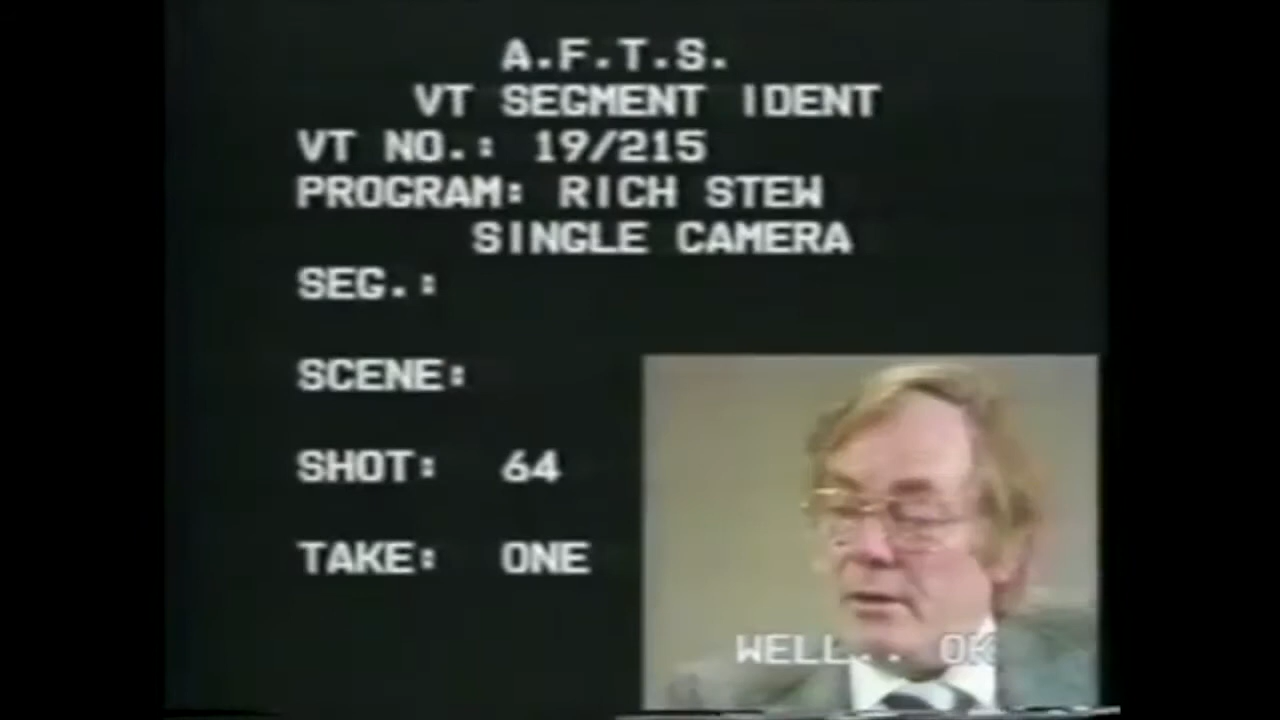 A.F.T.S.
VT SEGMENT IDENT
VT NO.: 19/215
PROGRAM: RICH STEW
SINGLE CAMERA
SEG.:
SCENE:
SHOT: 64
TAKE: ONE
WELL.. OK